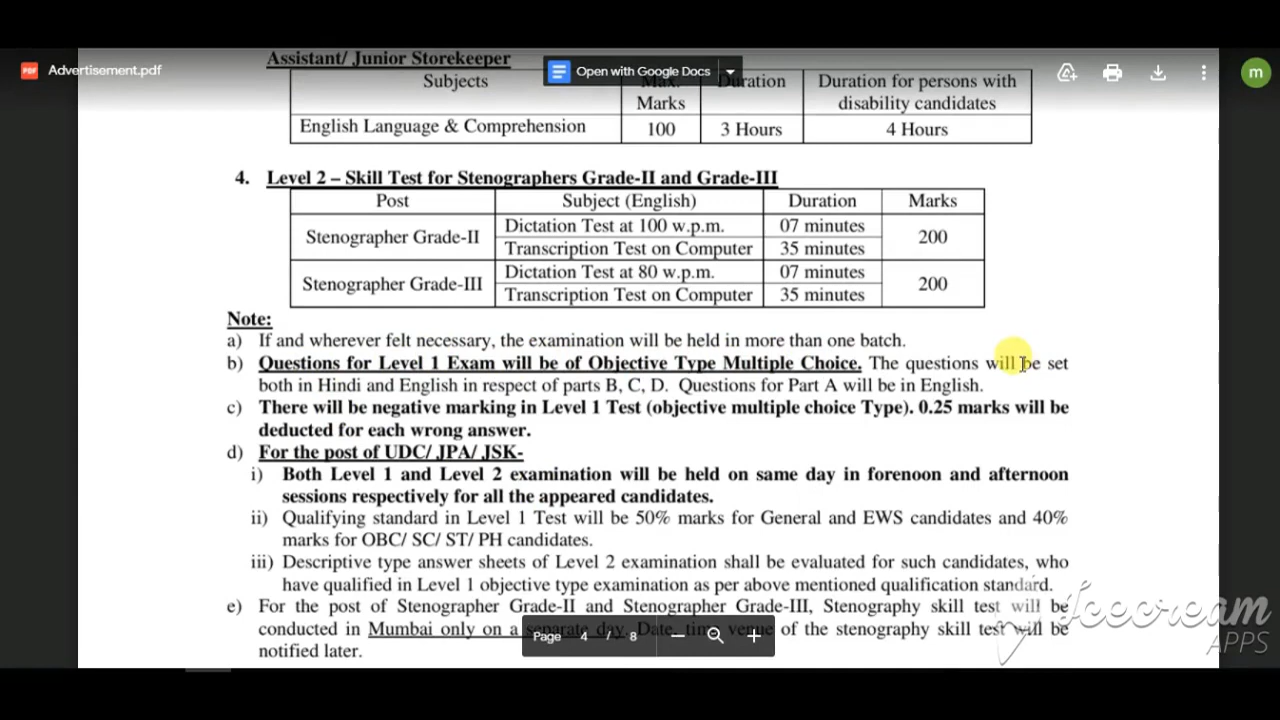 Assistant/ Junior Storekeeper
PDF Advertisement.pdf
Open with Google Docs
m
Subjects Max. Marks Duration Duration for persons with disability candidates
English Language & Comprehension 100 3 Hours 4 Hours
4. Level 2 – Skill Test for Stenographers Grade-II and Grade-III
Post Subject (English) Duration Marks
Stenographer Grade-II Dictation Test at 100 w.p.m. 07 minutes 200
Transcription Test on Computer 35 minutes
Stenographer Grade-III Dictation Test at 80 w.p.m. 07 minutes 200
Transcription Test on Computer 35 minutes
Note:
a) If and wherever felt necessary, the examination will be held in more than one batch.
b) Questions for Level 1 Exam will be of Objective Type Multiple Choice. The questions will be set
both in Hindi and English in respect of parts B, C, D. Questions for Part A will be in English.
c) There will be negative marking in Level 1 Test (objective multiple choice Type). 0.25 marks will be
deducted for each wrong answer.
d) For the post of UDC/ JPA/ JSK-
i) Both Level 1 and Level 2 examination will be held on same day in forenoon and afternoon
sessions respectively for all the appeared candidates.
ii) Qualifying standard in Level 1 Test will be 50% marks for General and EWS candidates and 40%
marks for OBC/ SC/ ST/ PH candidates.
iii) Descriptive type answer sheets of Level 2 examination shall be evaluated for such candidates, who
have qualified in Level 1 objective type examination as per above mentioned qualification standard.
e) For the post of Stenographer Grade-II and Stenographer Grade-III, Stenography skill test will be
conducted in Mumbai only on a separate day. Date, time venue of the stenography skill test will be
notified later.
Page 4 / 8
Icecream
APPS